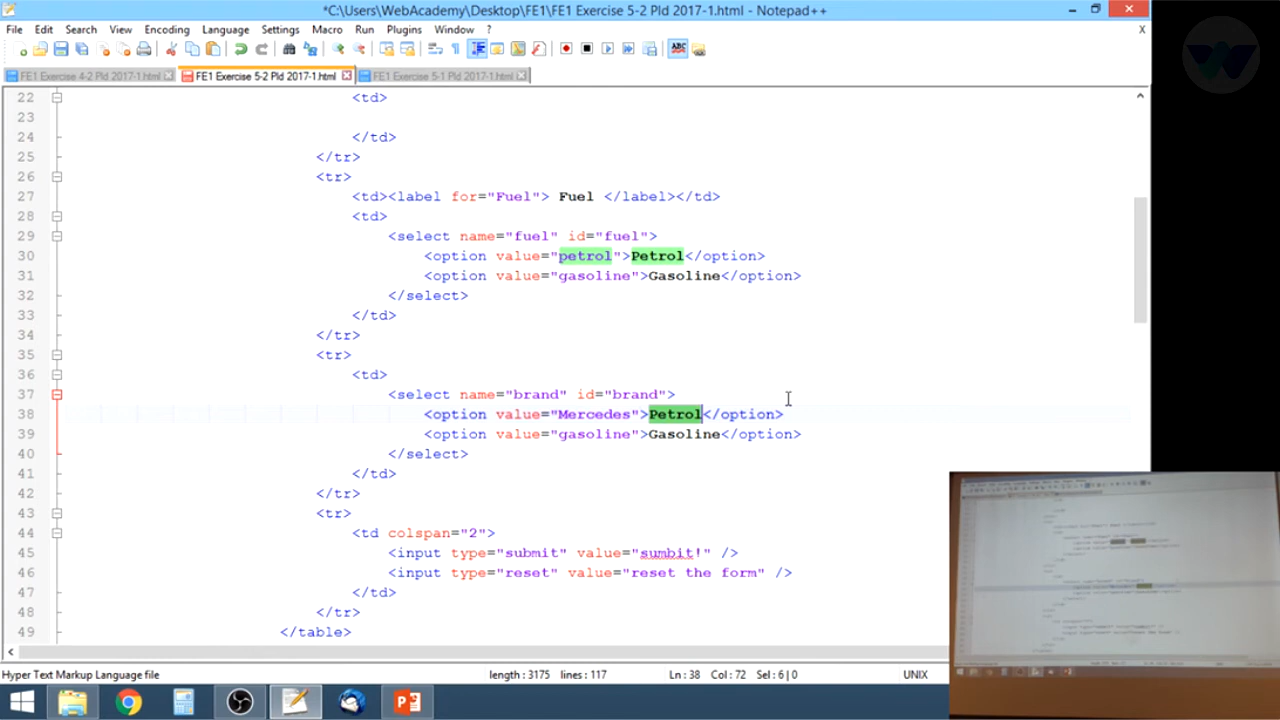 *C:\Users\WebAcademy\Desktop\FE1\FE1 Exercise 5-2 Pld 2017-1.html - Notepad++
File Edit Search View Encoding Language Settings Macro Run Plugins Window ? X
FE1 Exercise 4-2 Pld 2017-1.html FE1 Exercise 5-2 Pld 2017-1.html FE1 Exercise 5-1 Pld 2017-1.html
22 <td>
23
24 </td>
25 </tr>
26 <tr>
27 <td><label for="Fuel"> Fuel </label></td>
28 <td>
29 <select name="fuel" id="fuel">
30 <option value="petrol">Petrol</option>
31 <option value="gasoline">Gasoline</option>
32 </select>
33 </td>
34 </tr>
35 <tr>
36 <td>
37 <select name="brand" id="brand">
38 <option value="Mercedes">Petrol</option>
39 <option value="gasoline">Gasoline</option>
40 </select>
41 </td>
42 </tr>
43 <tr>
44 <td colspan="2">
45 <input type="submit" value="sumbit!" />
46 <input type="reset" value="reset the form" />
47 </td>
48 </tr>
49 </table>
Hyper Text Markup Language file length : 3175 lines : 117 Ln : 38 Col : 72 Sel : 6 | 0 UNIX